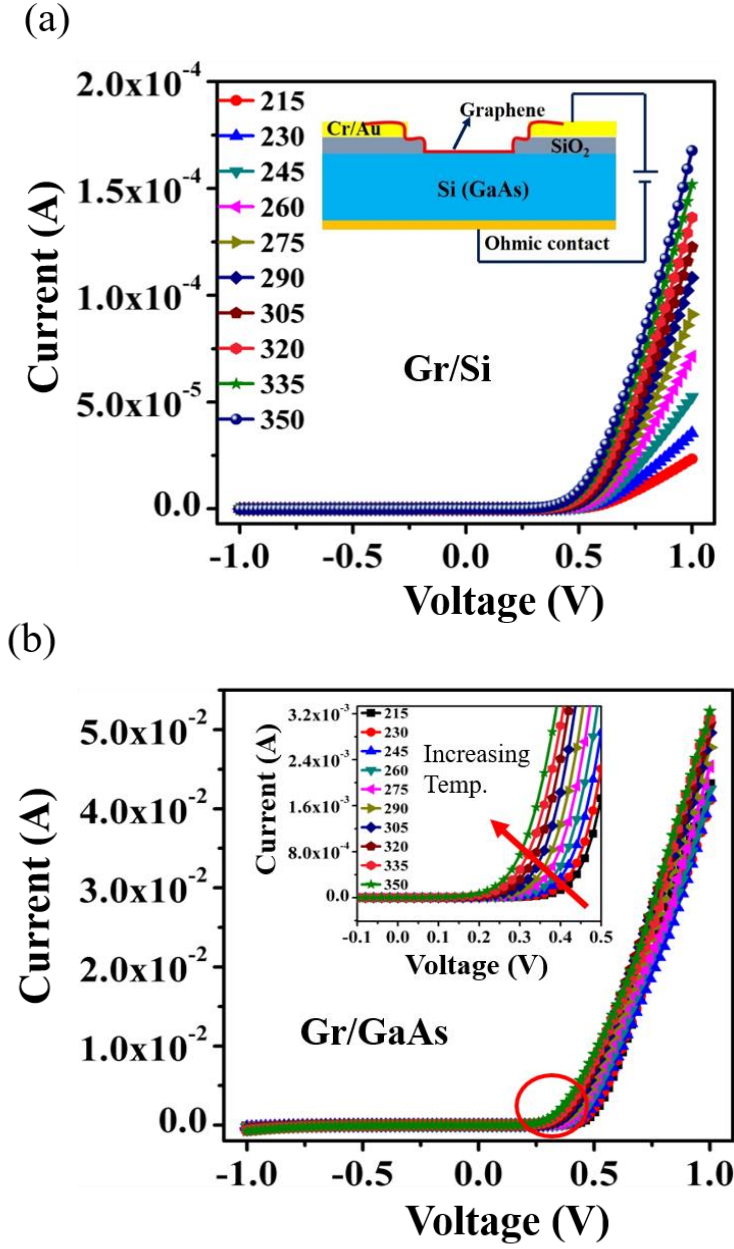 (a)
2.0x10⁻⁴
1.5x10⁻⁴
1.0x10⁻⁴
5.0x10⁻⁵
0.0
Current (A)
215
230
245
260
275
290
305
320
335
350
Graphene
Cr/Au
SiO₂
Si (GaAs)
Ohmic contact
Gr/Si
-1.0 -0.5 0.0 0.5 1.0
Voltage (V)
(b)
5.0x10⁻²
4.0x10⁻²
3.0x10⁻²
2.0x10⁻²
1.0x10⁻²
0.0
Current (A)
3.2x10⁻³
2.4x10⁻³
1.6x10⁻³
8.0x10⁻⁴
0.0
Current (A)
215
230
245
260
275
290
305
320
335
350
Increasing
Temp.
-0.1 0.0 0.1 0.2 0.3 0.4 0.5
Voltage (V)
Gr/GaAs
-1.0 -0.5 0.0 0.5 1.0
Voltage (V)